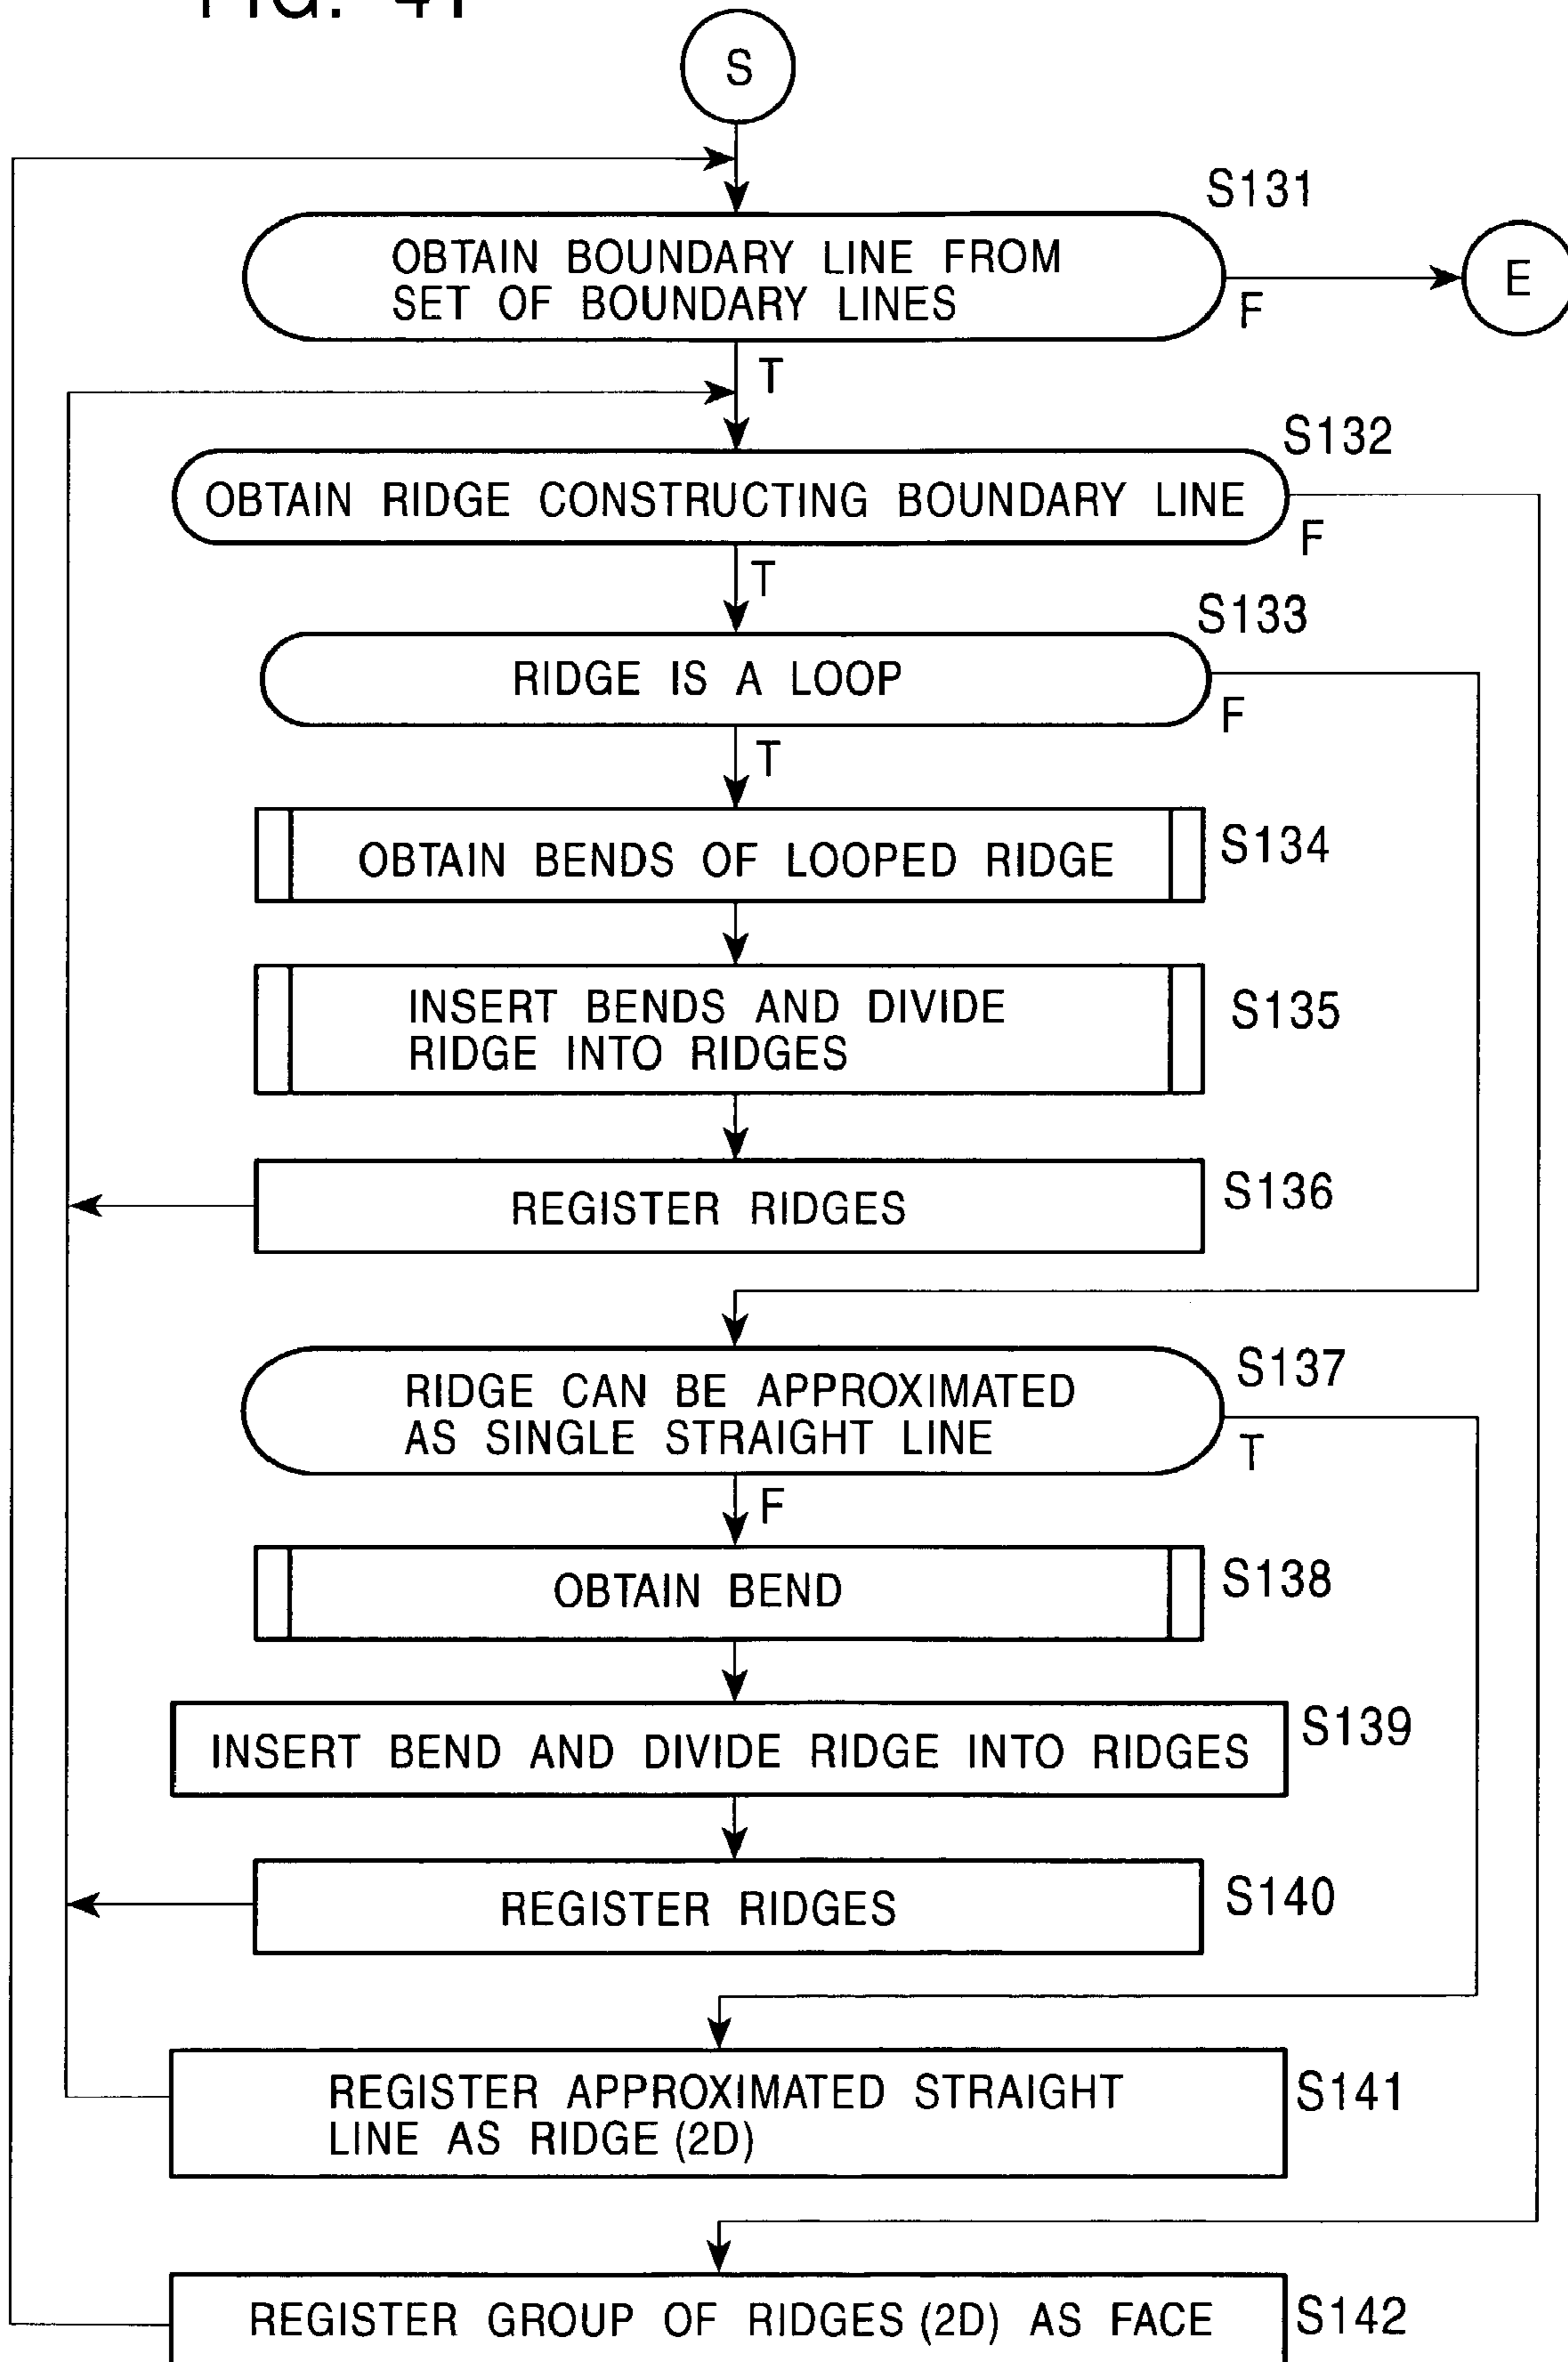 FIG. 41
S
S131
OBTAIN BOUNDARY LINE FROM
SET OF BOUNDARY LINES
F
E
T
S132
OBTAIN RIDGE CONSTRUCTING BOUNDARY LINE
F
T
S133
RIDGE IS A LOOP
F
T
OBTAIN BENDS OF LOOPED RIDGE
S134
INSERT BENDS AND DIVIDE
RIDGE INTO RIDGES
S135
REGISTER RIDGES
S136
RIDGE CAN BE APPROXIMATED
AS SINGLE STRAIGHT LINE
S137
T
F
OBTAIN BEND
S138
INSERT BEND AND DIVIDE RIDGE INTO RIDGES
S139
REGISTER RIDGES
S140
REGISTER APPROXIMATED STRAIGHT
LINE AS RIDGE (2D)
S141
REGISTER GROUP OF RIDGES (2D) AS FACE
S142